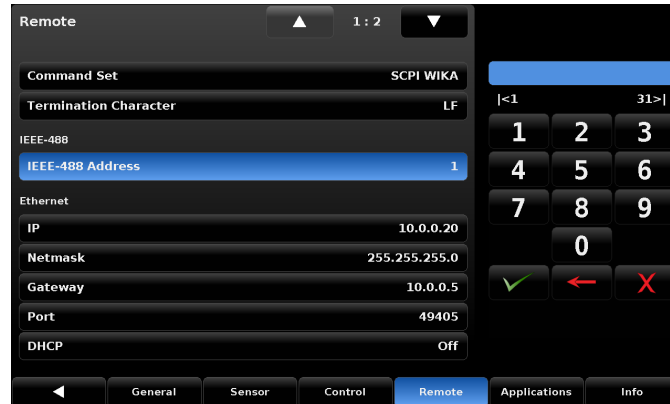 Remote
1 : 2
Command Set SCPI WIKA
Termination Character LF
IEEE-488
IEEE-488 Address 1
Ethernet
IP 10.0.0.20
Netmask 255.255.255.0
Gateway 10.0.0.5
Port 49405
DHCP Off
|<1 31>|
1 2 3
4 5 6
7 8 9
0
General Sensor Control Remote Applications Info